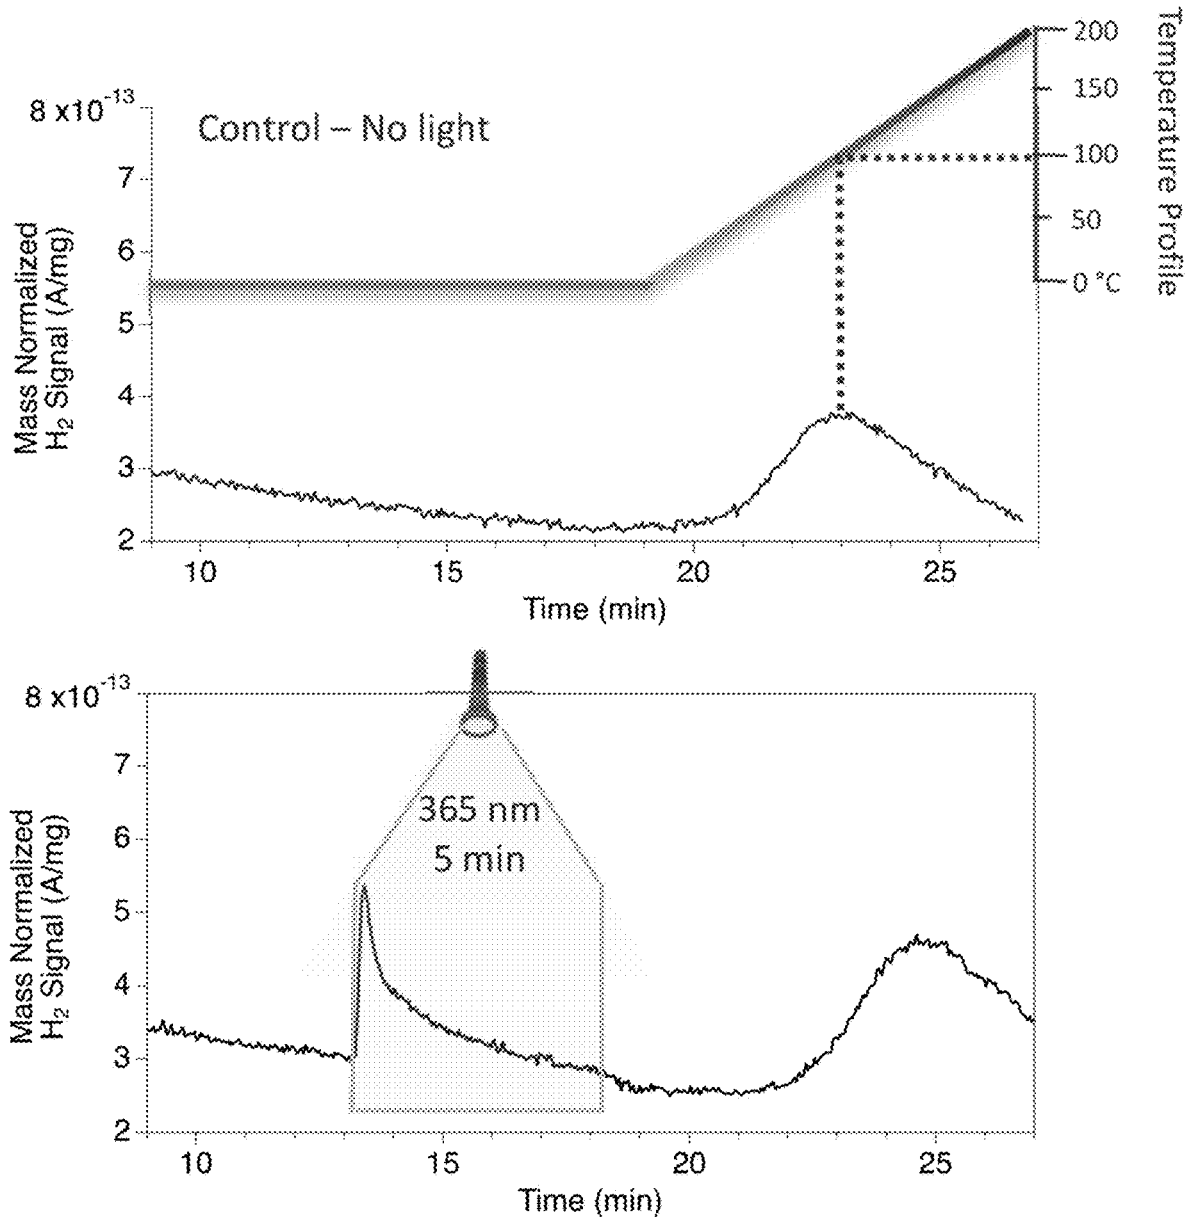 8 x10-13
Control – No light
7
6
5
4
3
2
Mass Normalized
H2 Signal (A/mg)
10
15
20
25
Time (min)
200
150
100
50
0 °C
Temperature Profile
8 x10-13
7
6
5
4
3
2
Mass Normalized
H2 Signal (A/mg)
365 nm
5 min
10
15
20
25
Time (min)